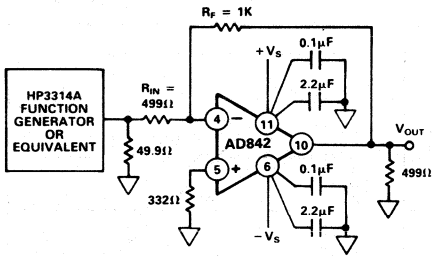 R_F = 1K
+V_S
0.1µF
2.2µF
HP3314A
FUNCTION
GENERATOR
OR
EQUIVALENT
R_IN =
499Ω
49.9Ω
4
−
11
AD842
10
V_OUT
5
+
6
332Ω
0.1µF
2.2µF
499Ω
−V_S